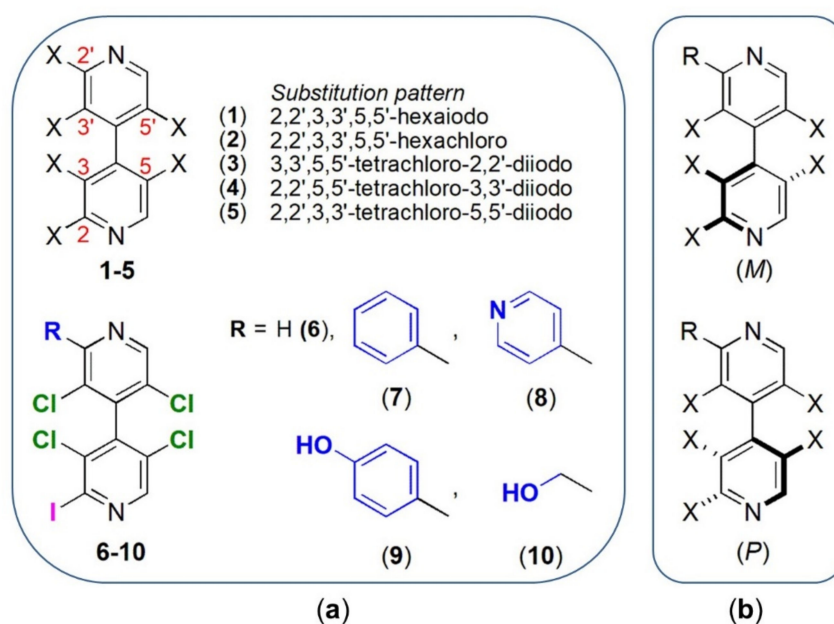 X 2' N
X 3' 5' X
X 3 5 X
X 2 N
1-5
Substitution pattern
(1) 2,2',3,3',5,5'-hexaiodo
(2) 2,2',3,3',5,5'-hexachloro
(3) 3,3',5,5'-tetrachloro-2,2'-diiodo
(4) 2,2',5,5'-tetrachloro-3,3'-diiodo
(5) 2,2',3,3'-tetrachloro-5,5'-diiodo
R N
Cl Cl
Cl Cl
I N
6-10
R = H (6), , N
(7) (8)
HO , HO
(9) (10)
(a)
R N
X X
X X
X N
(M)
R N
X X
X X
X N
(P)
(b)